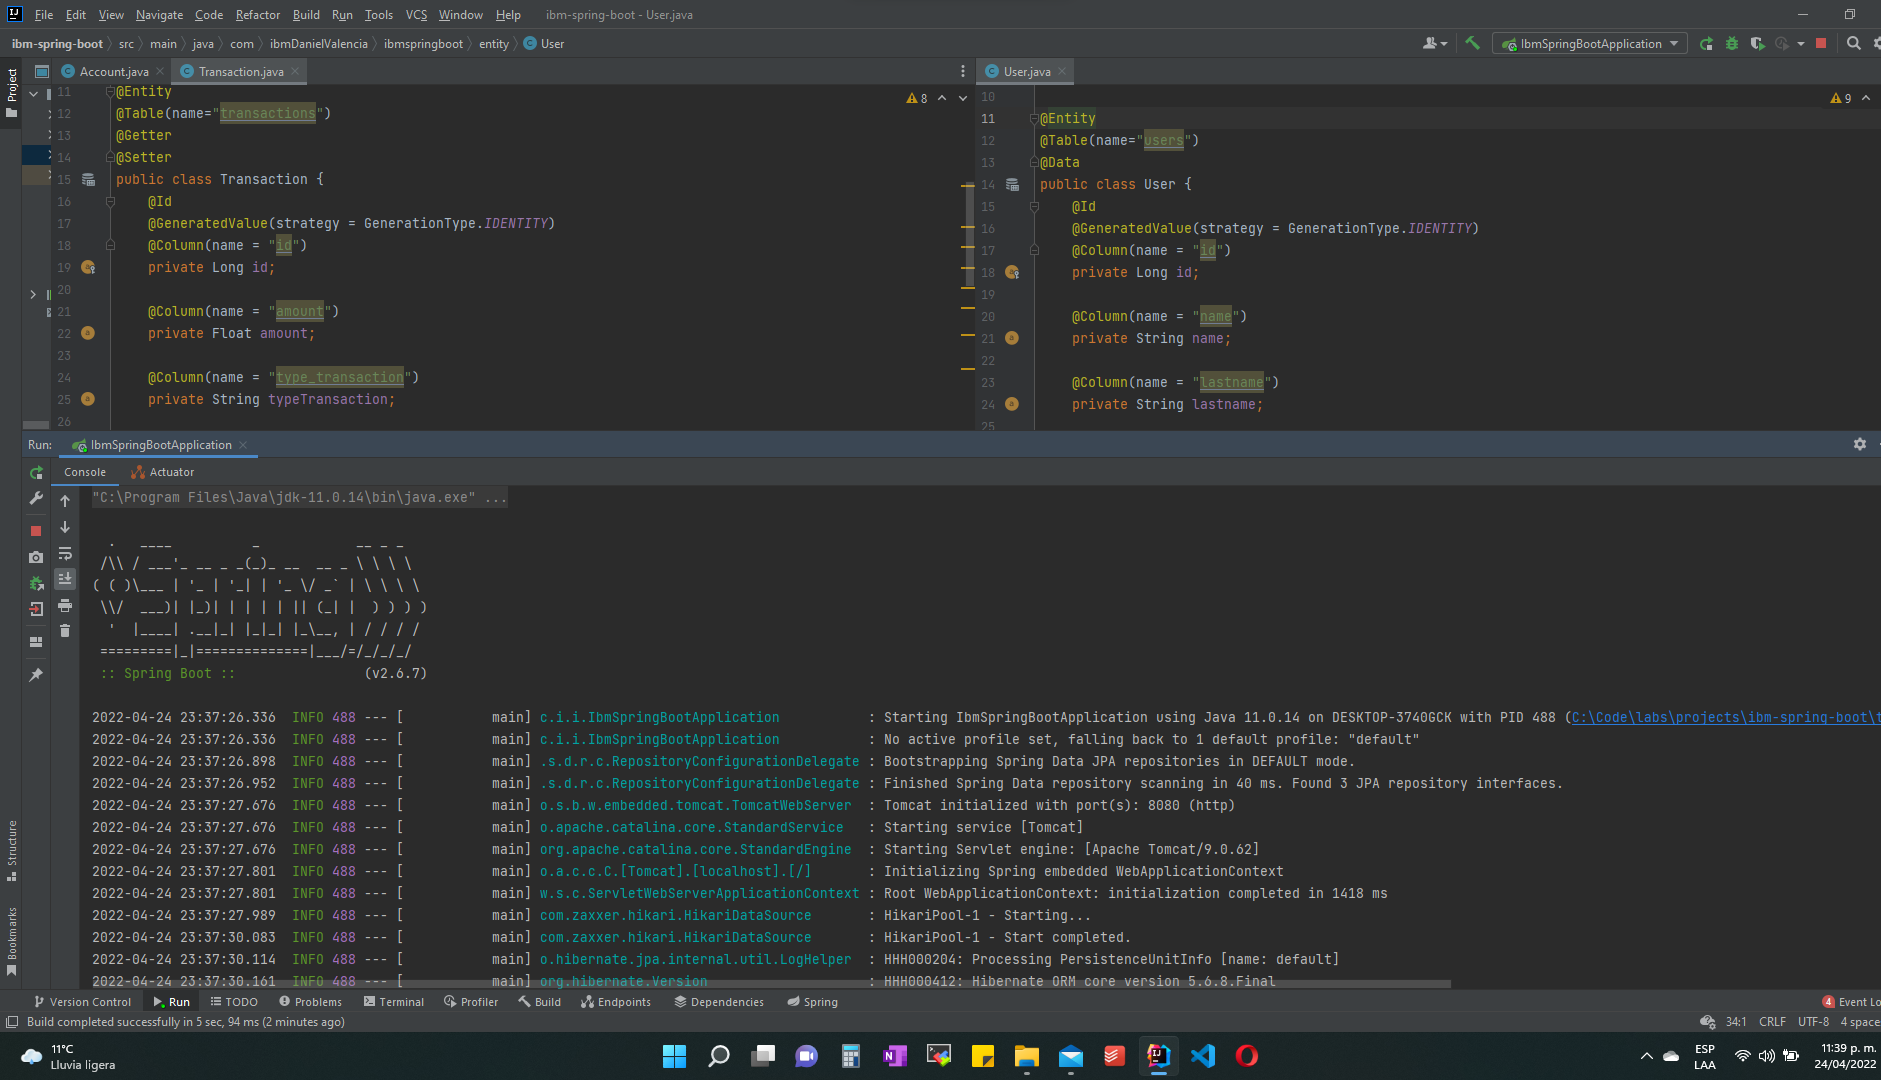 File Edit View Navigate Code Refactor Build Run Tools VCS Window Help ibm-spring-boot - User.java
ibm-spring-boot src main java com ibmDanielValencia ibmspringboot entity User
IbmSpringBootApplication
Project
Account.java Transaction.java
11 @Entity
12 @Table(name="transactions")
13 @Getter
14 @Setter
15 public class Transaction {
16 @Id
17 @GeneratedValue(strategy = GenerationType.IDENTITY)
18 @Column(name = "id")
19 private Long id;
20
21 @Column(name = "amount")
22 private Float amount;
23
24 @Column(name = "type_transaction")
25 private String typeTransaction;
26
8
User.java
10
11 @Entity
12 @Table(name="users")
13 @Data
14 public class User {
15 @Id
16 @GeneratedValue(strategy = GenerationType.IDENTITY)
17 @Column(name = "id")
18 private Long id;
19
20 @Column(name = "name")
21 private String name;
22
23 @Column(name = "lastname")
24 private String lastname;
25
9
Run: IbmSpringBootApplication
Console Actuator
"C:\Program Files\Java\jdk-11.0.14\bin\java.exe" ...
:: Spring Boot :: (v2.6.7)
2022-04-24 23:37:26.336 INFO 488 --- [ main] c.i.i.IbmSpringBootApplication : Starting IbmSpringBootApplication using Java 11.0.14 on DESKTOP-3740GCK with PID 488 (C:\Code\labs\projects\ibm-spring-boot\t
2022-04-24 23:37:26.336 INFO 488 --- [ main] c.i.i.IbmSpringBootApplication : No active profile set, falling back to 1 default profile: "default"
2022-04-24 23:37:26.898 INFO 488 --- [ main] .s.d.r.c.RepositoryConfigurationDelegate : Bootstrapping Spring Data JPA repositories in DEFAULT mode.
2022-04-24 23:37:26.952 INFO 488 --- [ main] .s.d.r.c.RepositoryConfigurationDelegate : Finished Spring Data repository scanning in 40 ms. Found 3 JPA repository interfaces.
2022-04-24 23:37:27.676 INFO 488 --- [ main] o.s.b.w.embedded.tomcat.TomcatWebServer : Tomcat initialized with port(s): 8080 (http)
2022-04-24 23:37:27.676 INFO 488 --- [ main] o.apache.catalina.core.StandardService : Starting service [Tomcat]
2022-04-24 23:37:27.676 INFO 488 --- [ main] org.apache.catalina.core.StandardEngine : Starting Servlet engine: [Apache Tomcat/9.0.62]
2022-04-24 23:37:27.801 INFO 488 --- [ main] o.a.c.c.C.[Tomcat].[localhost].[/] : Initializing Spring embedded WebApplicationContext
2022-04-24 23:37:27.801 INFO 488 --- [ main] w.s.c.ServletWebServerApplicationContext : Root WebApplicationContext: initialization completed in 1418 ms
2022-04-24 23:37:27.989 INFO 488 --- [ main] com.zaxxer.hikari.HikariDataSource : HikariPool-1 - Starting...
2022-04-24 23:37:30.083 INFO 488 --- [ main] com.zaxxer.hikari.HikariDataSource : HikariPool-1 - Start completed.
2022-04-24 23:37:30.114 INFO 488 --- [ main] o.hibernate.jpa.internal.util.LogHelper : HHH000204: Processing PersistenceUnitInfo [name: default]
2022-04-24 23:37:30.161 INFO 488 --- [ main] org.hibernate.Version : HHH000412: Hibernate ORM core version 5.6.8.Final
Structure
Bookmarks
Version Control Run TODO Problems Terminal Profiler Build Endpoints Dependencies Spring 4 Event Lo
Build completed successfully in 5 sec, 94 ms (2 minutes ago) 34:1 CRLF UTF-8 4 space
11°C
Lluvia ligera
ESP
LAA
11:39 p. m.
24/04/2022